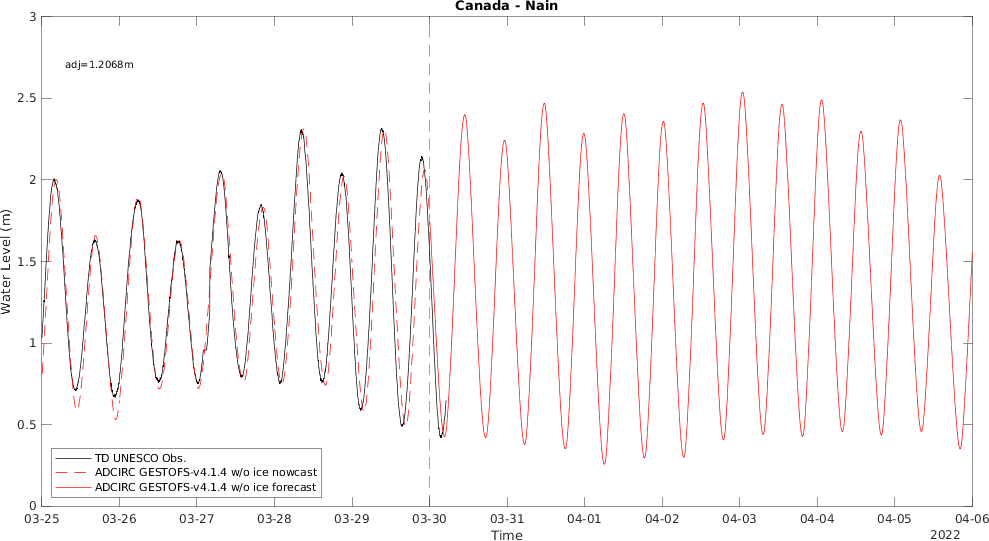 Canada - Nain
3
adj=1.2068m
2.5
2
1.5
1
0.5
0
Water Level (m)
TD UNESCO Obs.
ADCIRC GESTOFS-v4.1.4 w/o ice nowcast
ADCIRC GESTOFS-v4.1.4 w/o ice forecast
03-25 03-26 03-27 03-28 03-29 03-30 03-31 04-01 04-02 04-03 04-04 04-05 04-06
Time
2022